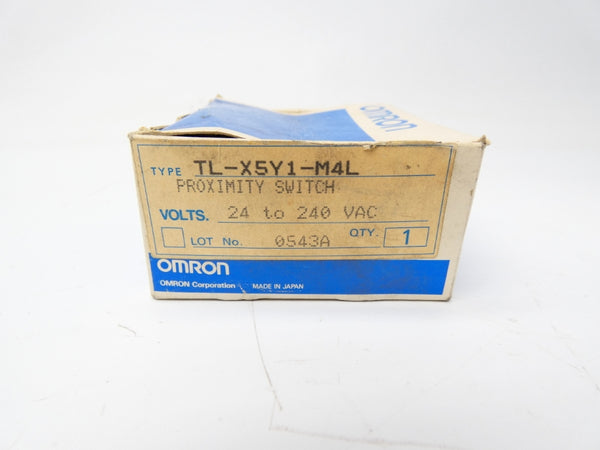 OMRON
TYPE TL-X5Y1-M4L
PROXIMITY SWITCH
VOLTS. 24 to 240 VAC
LOT No. 0543A QTY. 1
OMRON
OMRON Corporation MADE IN JAPAN